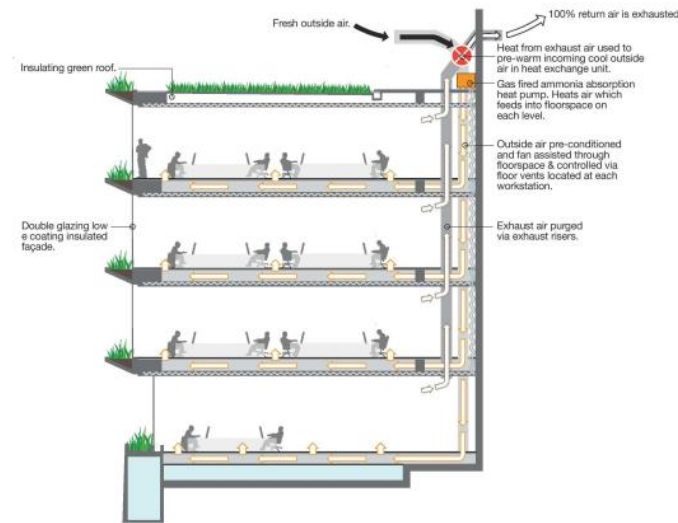 Fresh outside air.
100% return air is exhausted
Heat from exhaust air used to
pre-warm incoming cool outside
air in heat exchange unit.
Insulating green roof.
Gas fired ammonia absorption
heat pump. Heats air which
feeds into floorspace on
each level.
Outside air pre-conditioned
and fan assisted through
floorspace & controlled via
floor vents located at each
workstation.
Double glazing low
e coating insulated
façade.
Exhaust air purged
via exhaust risers.